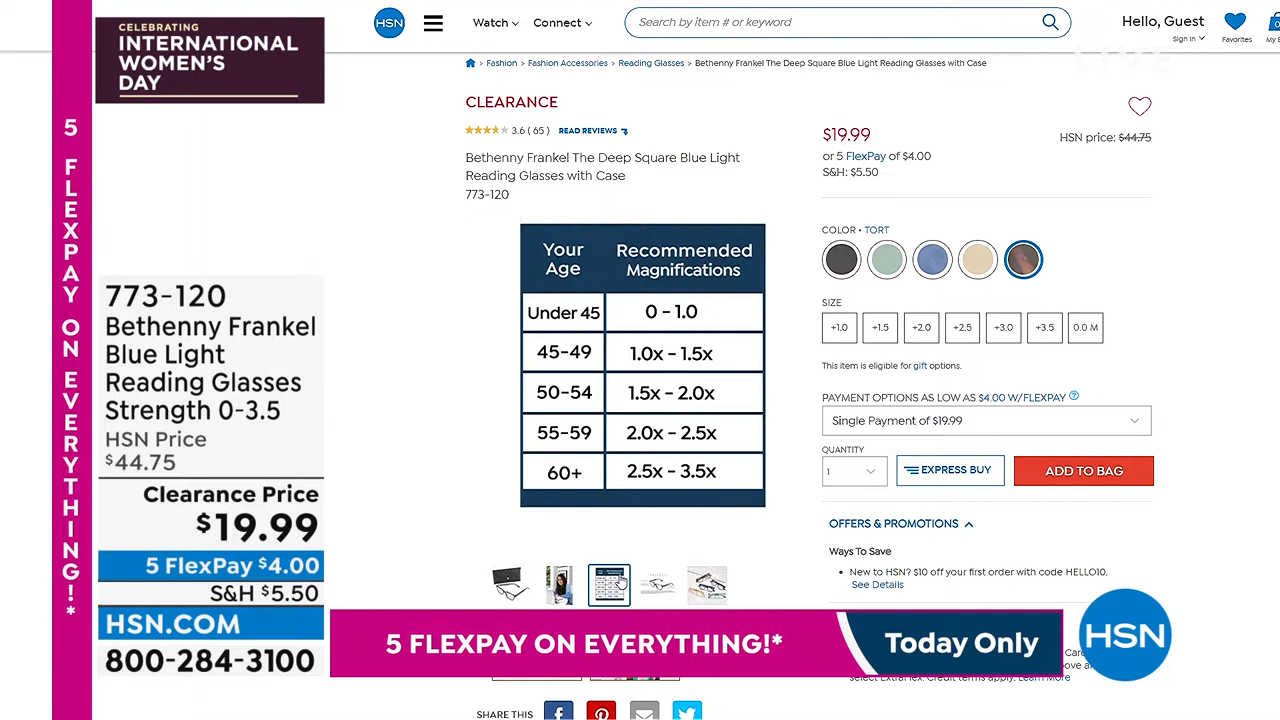 5 FLEXPAY ON EVERYTHING!*
CELEBRATING
INTERNATIONAL
WOMEN'S
DAY
773-120
Bethenny Frankel
Blue Light
Reading Glasses
Strength 0-3.5
HSN Price
$44.75
Clearance Price
$19.99
5 FlexPay $4.00
S&H $5.50
HSN.COM
800-284-3100
HSN
Watch
Connect
Search by item # or keyword
Hello, Guest
Sign In
Favorites
0
LIVE
Fashion > Fashion Accessories > Reading Glasses > Bethenny Frankel The Deep Square Blue Light Reading Glasses with Case
CLEARANCE
3.6 ( 65 ) READ REVIEWS
Bethenny Frankel The Deep Square Blue Light
Reading Glasses with Case
773-120
Your Age Recommended Magnifications
Under 45 0 - 1.0
45-49 1.0x - 1.5x
50-54 1.5x - 2.0x
55-59 2.0x - 2.5x
60+ 2.5x - 3.5x
$19.99
HSN price: $44.75
or 5 FlexPay of $4.00
S&H: $5.50
COLOR • TORT
SIZE
+1.0 +1.5 +2.0 +2.5 +3.0 +3.5 0.0 M
This item is eligible for gift options.
PAYMENT OPTIONS AS LOW AS $4.00 W/FLEXPAY ?
Single Payment of $19.99
QUANTITY
1
EXPRESS BUY
ADD TO BAG
OFFERS & PROMOTIONS
Ways To Save
• New to HSN? $10 off your first order with code HELLO10.
See Details
5 FLEXPAY ON EVERYTHING!*
Today Only
HSN
select ExtraFlex. Credit terms apply. Learn More
SHARE THIS